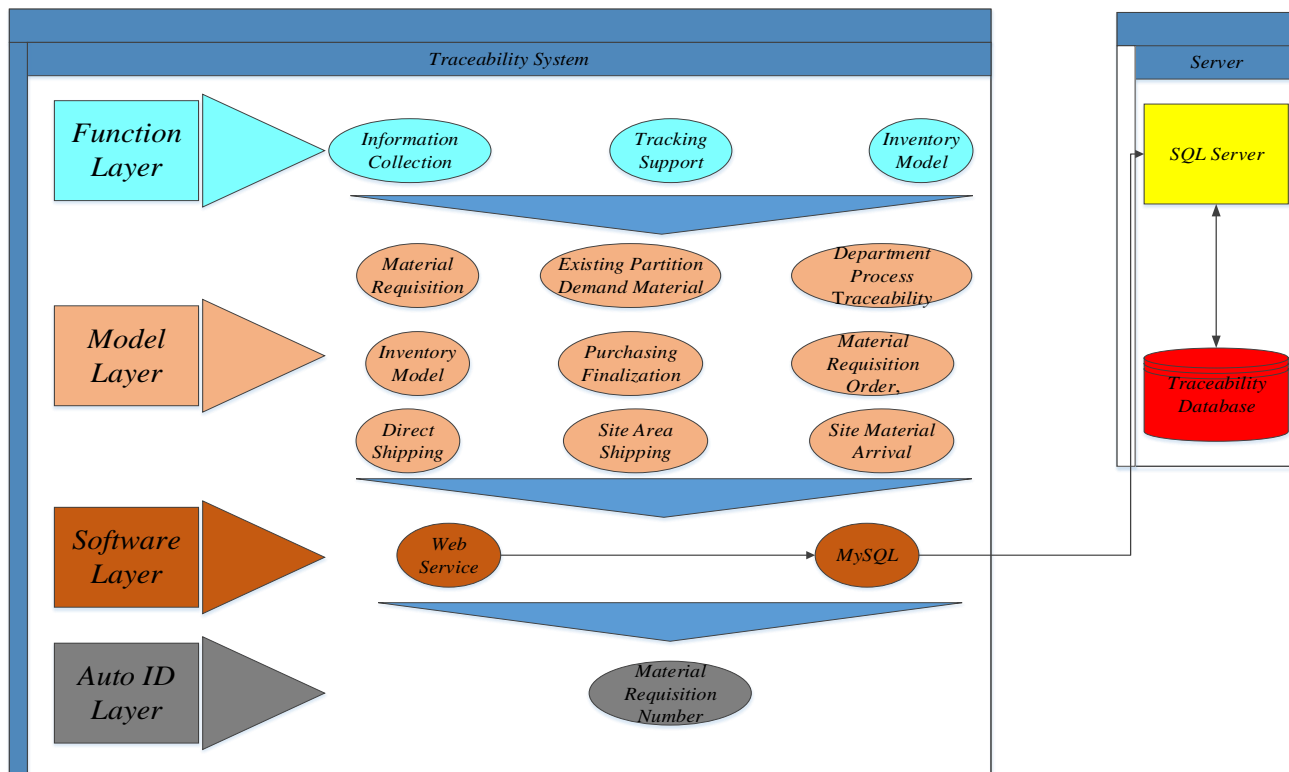 Traceability System
Server
Function
Layer
Information
Collection
Tracking
Support
Inventory
Model
SQL Server
Material
Requisition
Existing Partition
Demand Material
Department
Process
Traceability
Model
Layer
Inventory
Model
Purchasing
Finalization
Material
Requisition
Order,
Traceability
Database
Direct
Shipping
Site Area
Shipping
Site Material
Arrival
Software
Layer
Web
Service
MySQL
Auto ID
Layer
Material
Requisition
Number